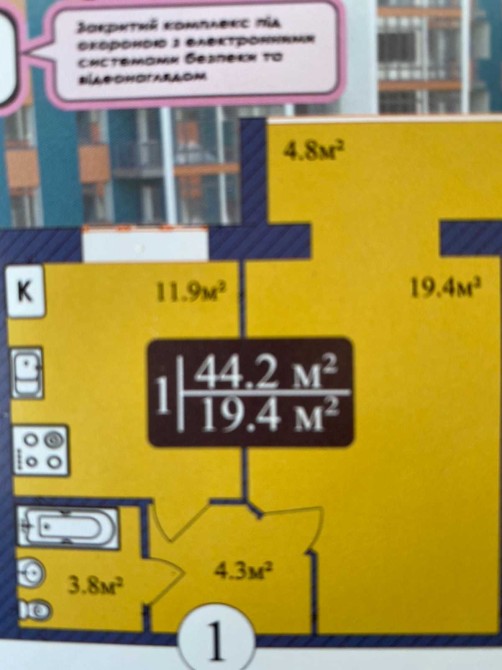 Закритий комплекс під
охороною з електронними
системами безпеки та
відеонаглядом
4.8м²
11.9м²
19.4м²
К
1 44.2 м²
19.4 м²
4.3м²
3.8м²
1